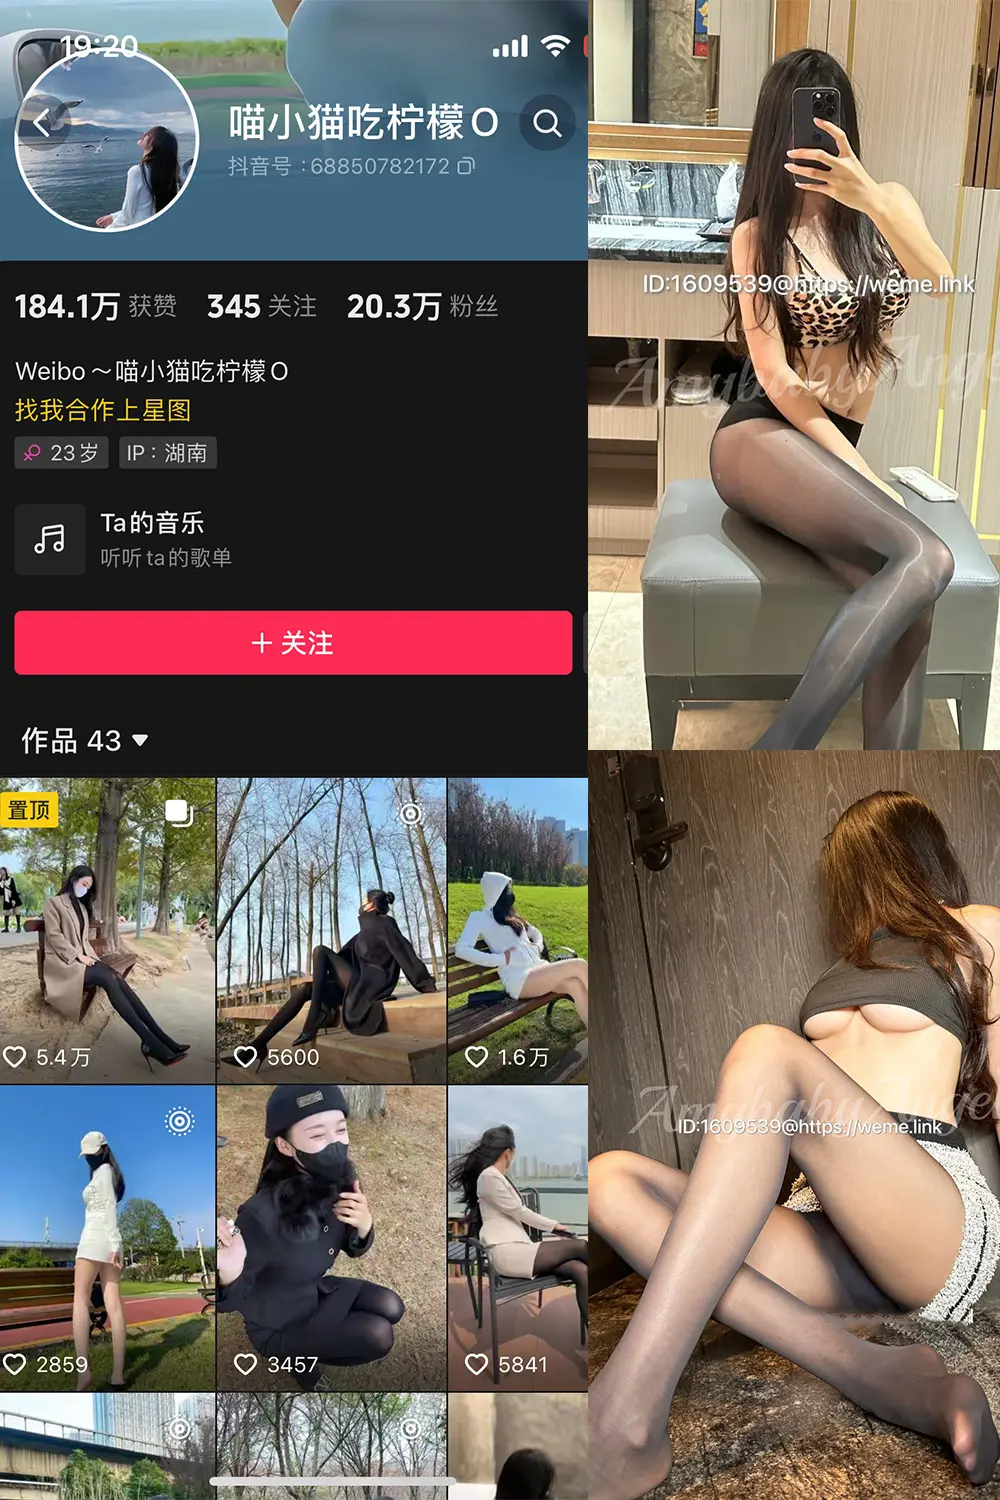 19:20
喵小猫吃柠檬O
抖音号：68850782172
184.1万 获赞 345 关注 20.3万 粉丝
Weibo～喵小猫吃柠檬O
找我合作上星图
23岁 IP：湖南
Ta的音乐
听听ta的歌单
+ 关注
作品 43
置顶
5.4万 5600 1.6万
2859 3457 5841
ID:1609539@https://weme.link
Amybaby Ange
ID:1609539@https://weme.link
Amybaby Angel